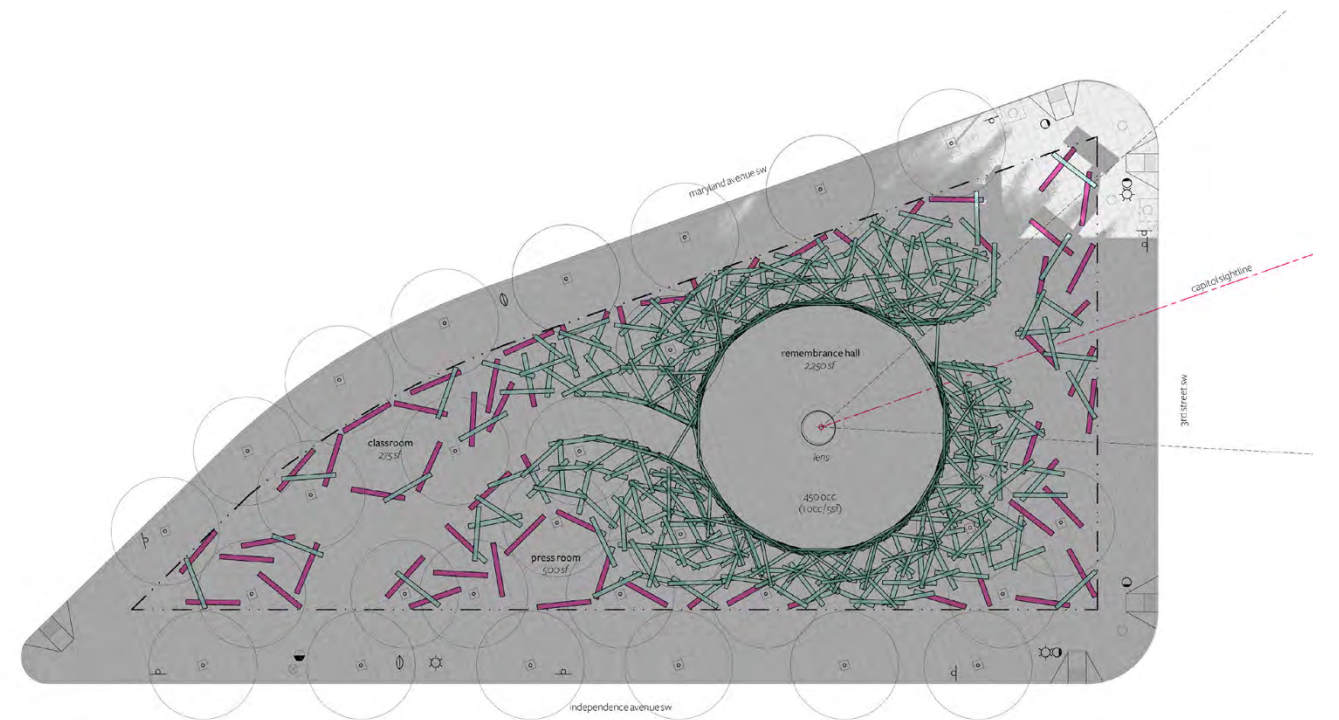 maryland avenue sw
capitol sightline
remembrance hall
2,250 sf
3rd street sw
classroom
275 sf
lens
450 occ
(1 occ/5sf)
press room
500 sf
independence avenue sw